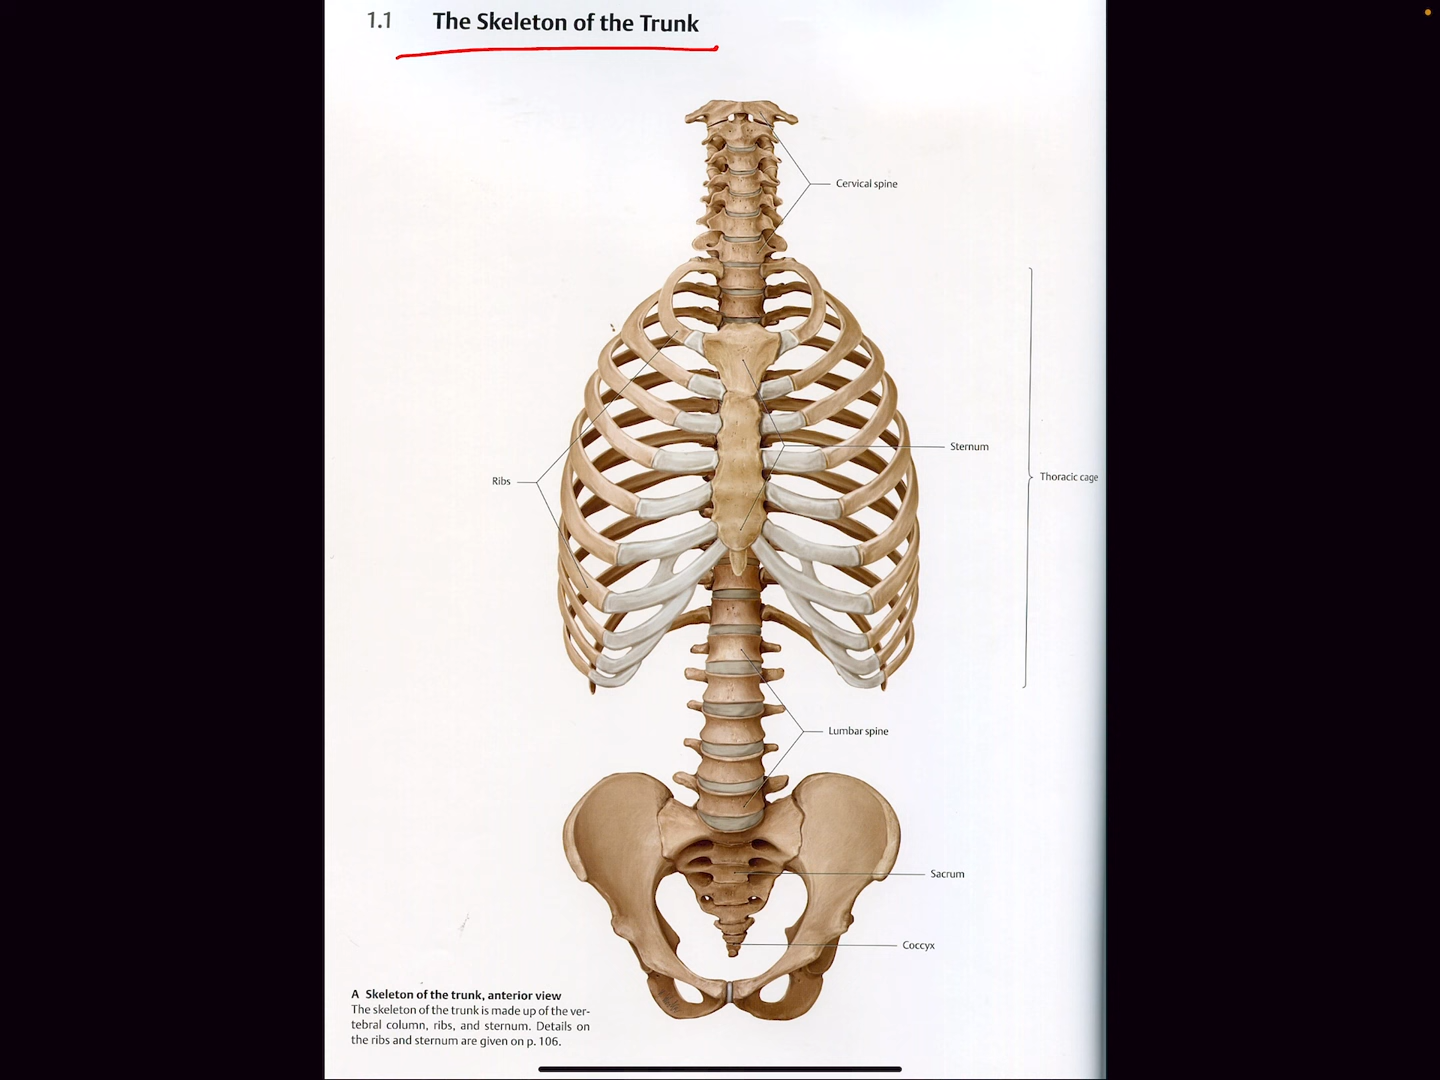 1.1 The Skeleton of the Trunk
Cervical spine
Sternum
Thoracic cage
Ribs
Lumbar spine
Sacrum
Coccyx
A Skeleton of the trunk, anterior view
The skeleton of the trunk is made up of the ver-
tebral column, ribs, and sternum. Details on
the ribs and sternum are given on p. 106.